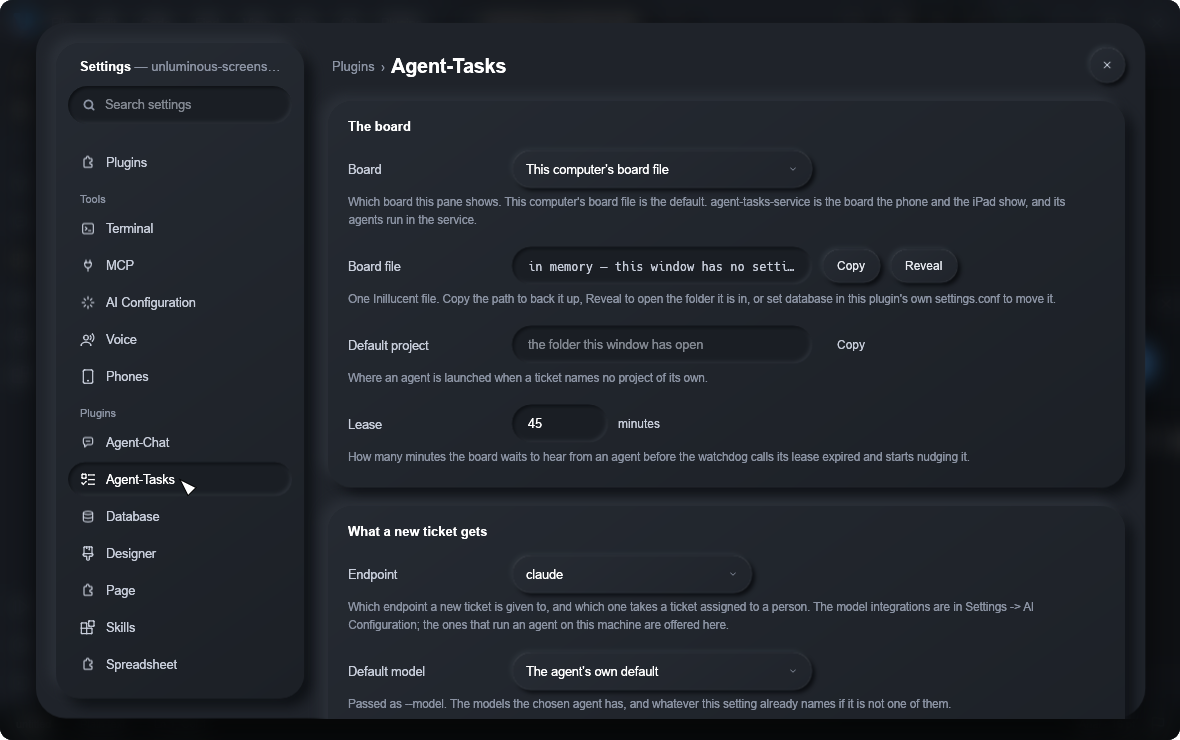 Settings — unluminous-screens…
Search settings
Plugins
Tools
Terminal
MCP
AI Configuration
Voice
Phones
Plugins
Agent-Chat
Agent-Tasks
Database
Designer
Page
Skills
Spreadsheet
Plugins › Agent-Tasks
The board
Board
This computer's board file
Which board this pane shows. This computer's board file is the default. agent-tasks-service is the board the phone and the iPad show, and its
agents run in the service.
Board file
in memory — this window has no setti…
Copy
Reveal
One Inillucent file. Copy the path to back it up, Reveal to open the folder it is in, or set database in this plugin's own settings.conf to move it.
Default project
the folder this window has open
Copy
Where an agent is launched when a ticket names no project of its own.
Lease
45
minutes
How many minutes the board waits to hear from an agent before the watchdog calls its lease expired and starts nudging it.
What a new ticket gets
Endpoint
claude
Which endpoint a new ticket is given to, and which one takes a ticket assigned to a person. The model integrations are in Settings -> AI
Configuration; the ones that run an agent on this machine are offered here.
Default model
The agent's own default
Passed as --model. The models the chosen agent has, and whatever this setting already names if it is not one of them.